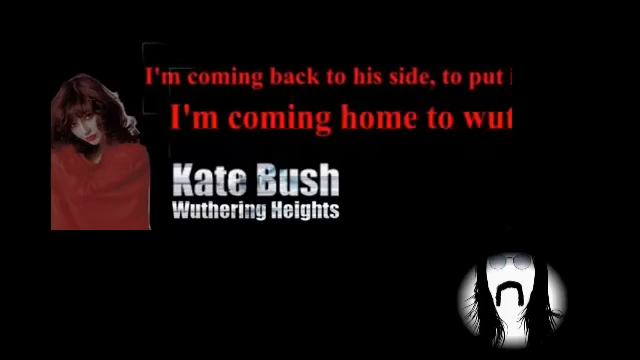 I'm coming back to his side, to put
I'm coming home to wut
Kate Bush
Wuthering Heights